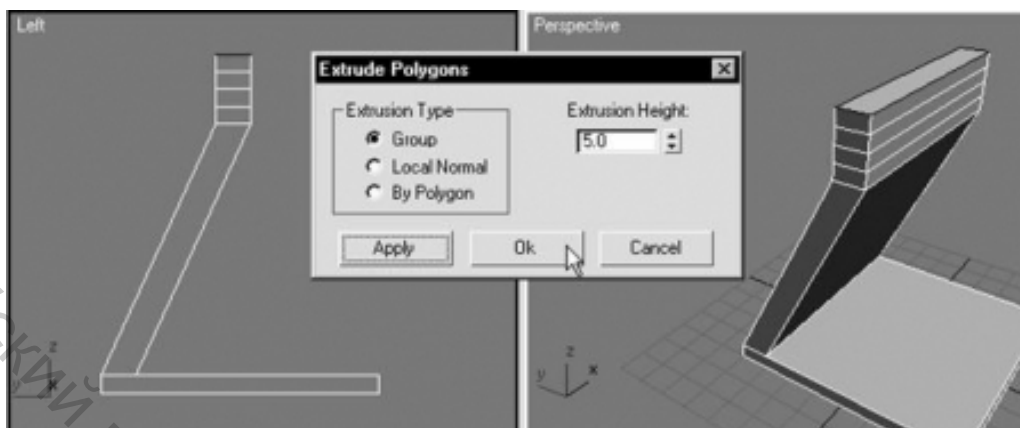 Left
Perspective
Extrude Polygons
Extrusion Type
Group
Local Normal
By Polygon
Extrusion Height:
5.0
Apply
Ok
Cancel
z
y x
z
y x